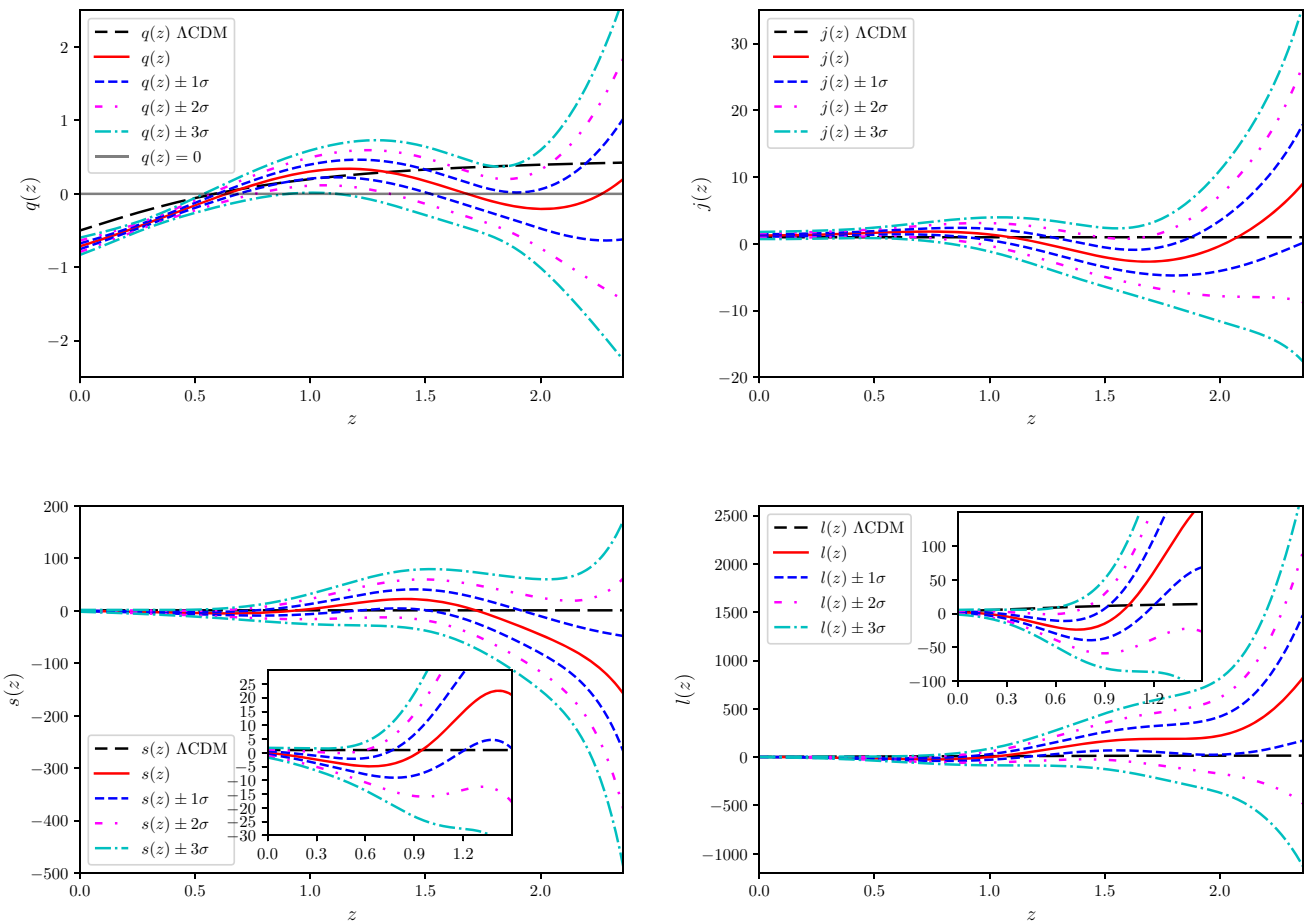 q(z)
2
1
0
−1
−2
q(z) ΛCDM
q(z)
q(z) ± 1σ
q(z) ± 2σ
q(z) ± 3σ
q(z) = 0
0.0 0.5 1.0 1.5 2.0
z
j(z)
30
20
10
0
−10
−20
j(z) ΛCDM
j(z)
j(z) ± 1σ
j(z) ± 2σ
j(z) ± 3σ
0.0 0.5 1.0 1.5 2.0
z
s(z)
200
100
0
−100
−200
−300
−400
−500
s(z) ΛCDM
s(z)
s(z) ± 1σ
s(z) ± 2σ
s(z) ± 3σ
25
20
15
10
5
0
−5
−10
−15
−20
−25
−30
0.0 0.3 0.6 0.9 1.2
0.0 0.5 1.0 1.5 2.0
z
l(z)
2500
2000
1500
1000
500
0
−500
−1000
l(z) ΛCDM
l(z)
l(z) ± 1σ
l(z) ± 2σ
l(z) ± 3σ
100
50
0
−50
−100
0.0 0.3 0.6 0.9 1.2
0.0 0.5 1.0 1.5 2.0
z